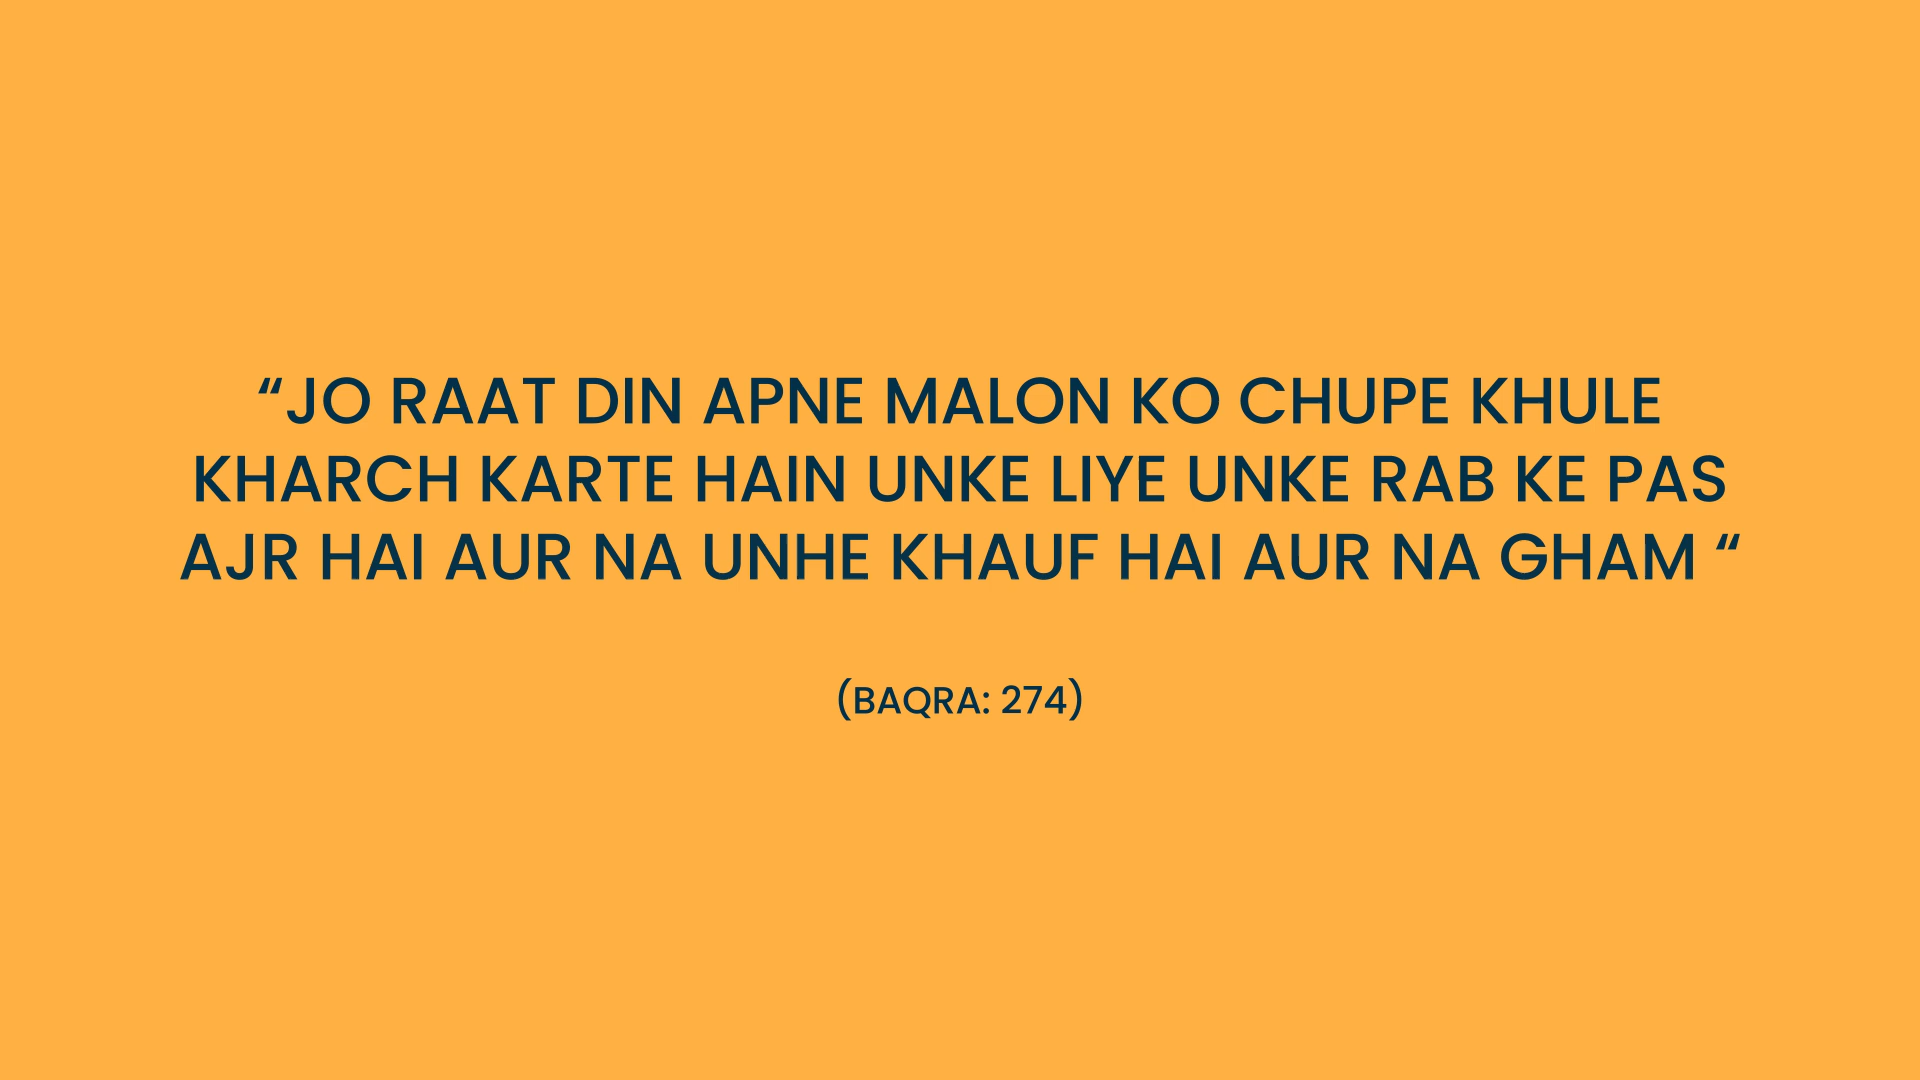 “JO RAAT DIN APNE MALON KO CHUPE KHULE
KHARCH KARTE HAIN UNKE LIYE UNKE RAB KE PAS
AJR HAI AUR NA UNHE KHAUF HAI AUR NA GHAM “
(BAQRA: 274)